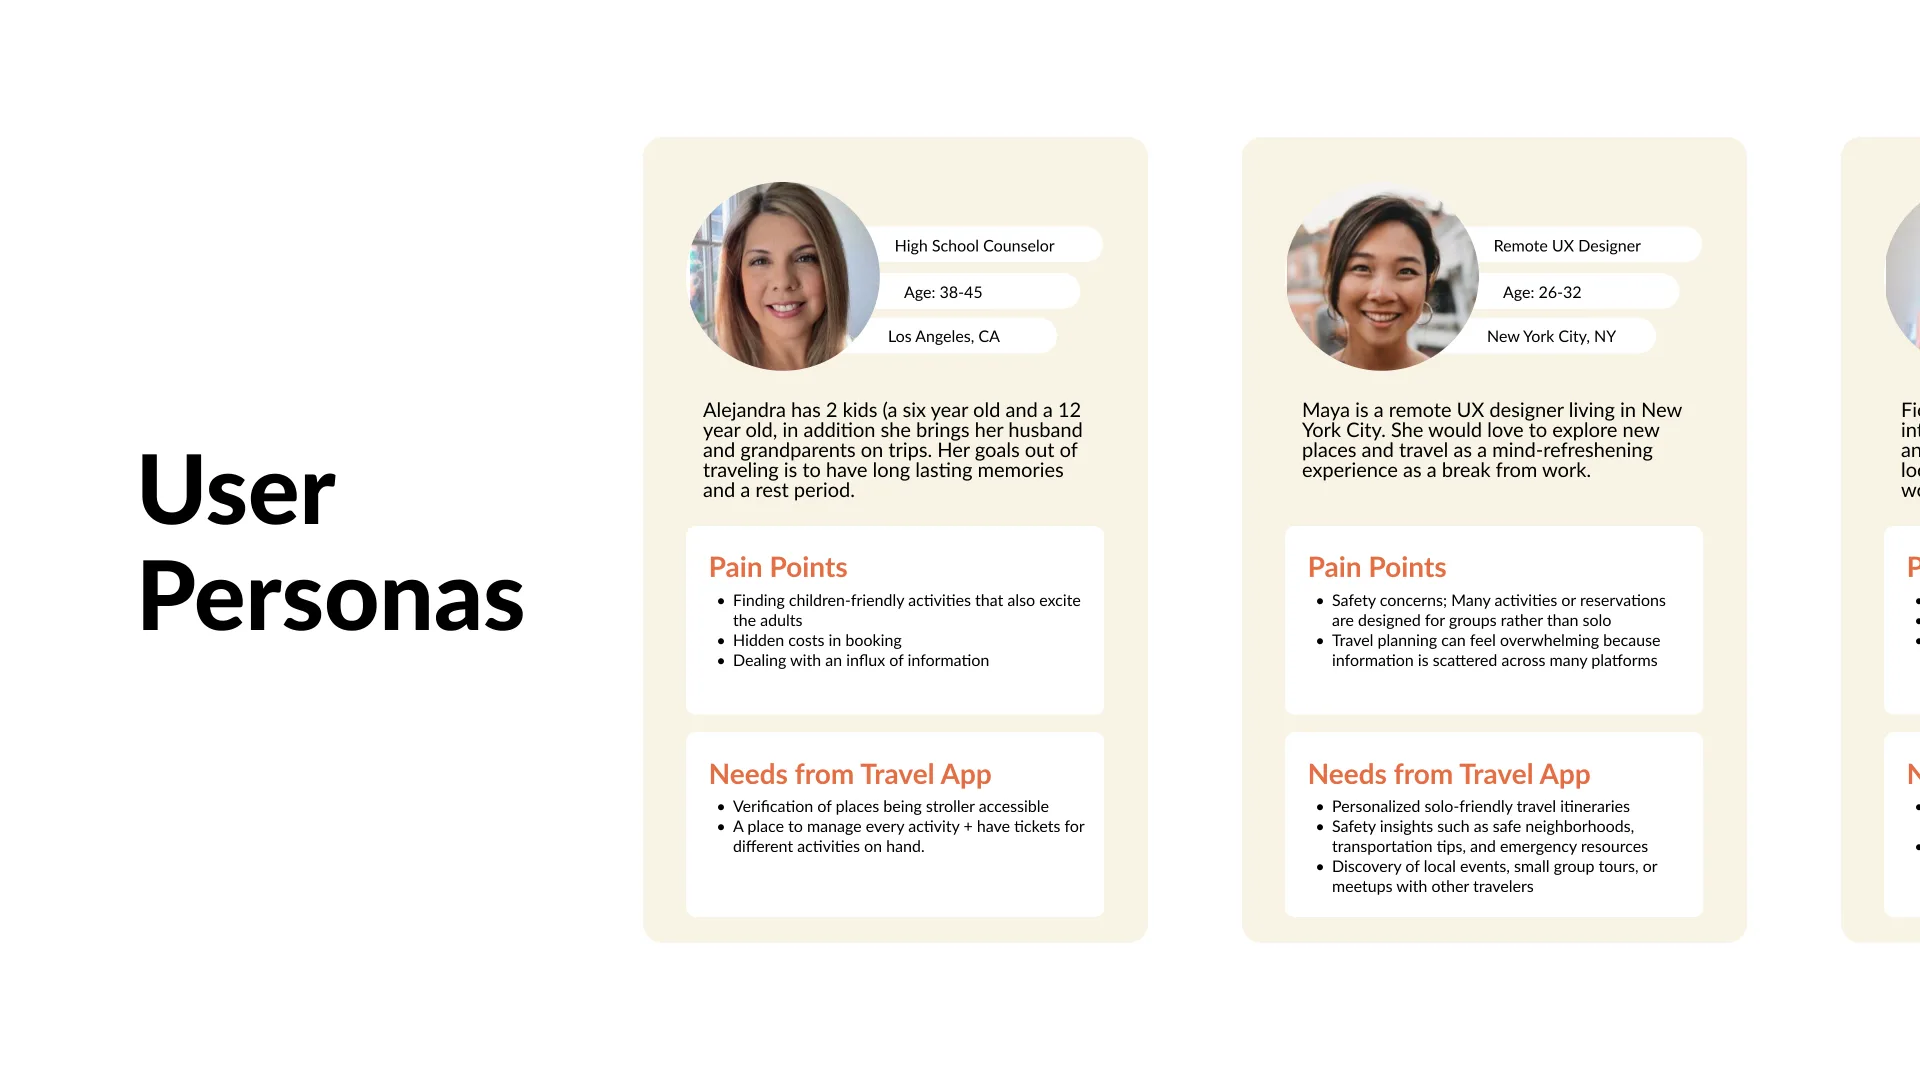 User
Personas
High School Counselor
Age: 38-45
Los Angeles, CA
Alejandra has 2 kids (a six year old and a 12
year old, in addition she brings her husband
and grandparents on trips. Her goals out of
traveling is to have long lasting memories
and a rest period.
Pain Points
• Finding children-friendly activities that also excite
the adults
• Hidden costs in booking
• Dealing with an influx of information
Needs from Travel App
• Verification of places being stroller accessible
• A place to manage every activity + have tickets for
different activities on hand.
Remote UX Designer
Age: 26-32
New York City, NY
Maya is a remote UX designer living in New
York City. She would love to explore new
places and travel as a mind-refreshening
experience as a break from work.
Pain Points
• Safety concerns; Many activities or reservations
are designed for groups rather than solo
• Travel planning can feel overwhelming because
information is scattered across many platforms
Needs from Travel App
• Personalized solo-friendly travel itineraries
• Safety insights such as safe neighborhoods,
transportation tips, and emergency resources
• Discovery of local events, small group tours, or
meetups with other travelers